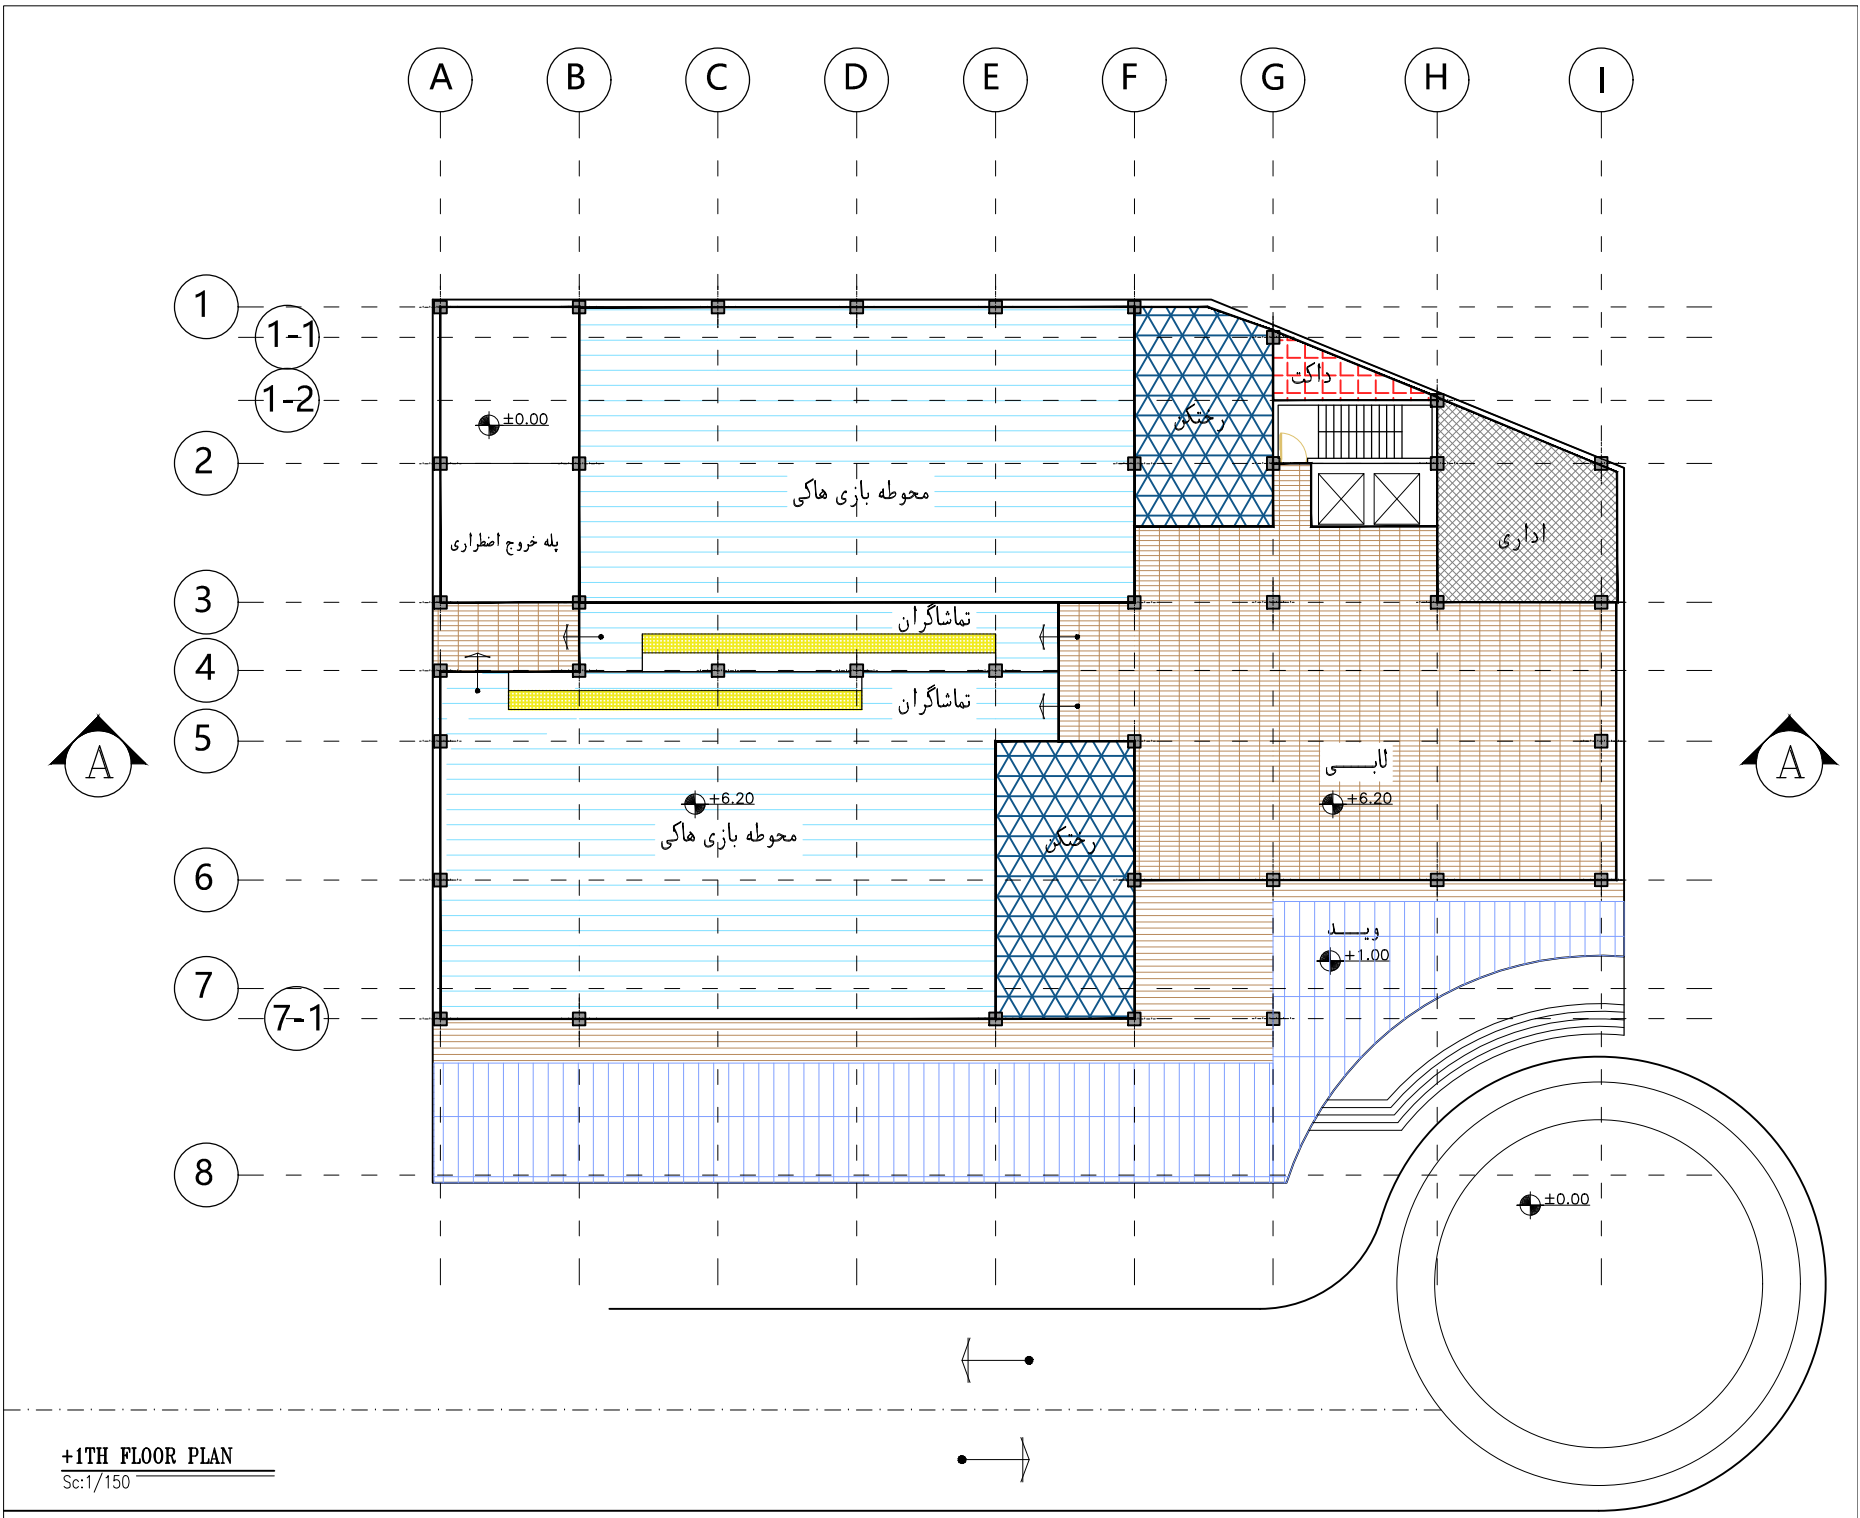 A B C D E F G H I
1
1-1
داکت
1-2
±0.00
رختکن
2
محوطه بازی هاکی
پله خروج اضطراری
اداری
3
تماشاگران
4
تماشاگران
5
A
A
لابــــی
+6.20
+6.20
محوطه بازی هاکی
رختکن
6
ویـــد
+1.00
7
7-1
8
±0.00
+1TH FLOOR PLAN
Sc:1/150